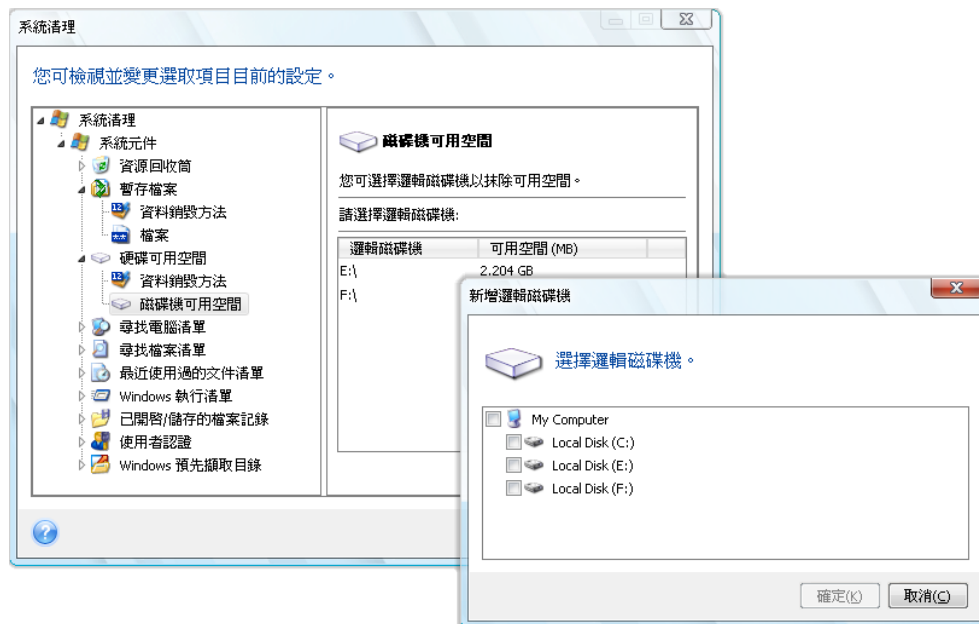 系統清理
您可檢視並變更選取項目目前的設定。
系統清理
系統元件
資源回收筒
暫存檔案
資料銷毀方法
檔案
硬碟可用空間
資料銷毀方法
磁碟機可用空間
尋找電腦清單
尋找檔案清單
最近使用過的文件清單
Windows 執行清單
已開啓/儲存的檔案記錄
使用者認證
Windows 預先擷取目錄
磁碟機可用空間
您可選擇邏輯磁碟機以抹除可用空間。
請選擇邏輯磁碟機:
邏輯磁碟機 可用空間 (MB)
E:\ 2.204 GB
F:\
新增邏輯磁碟機
選擇邏輯磁碟機。
My Computer
Local Disk (C:)
Local Disk (E:)
Local Disk (F:)
確定(K) 取消(C)